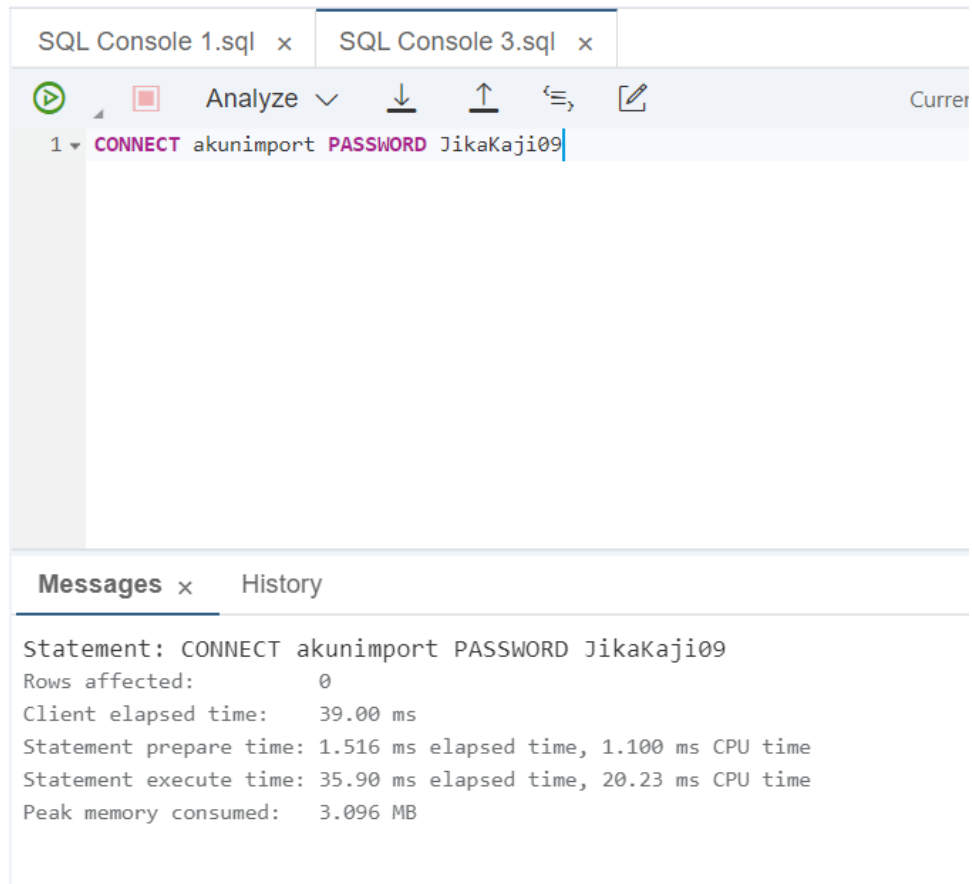 SQL Console 1.sql × SQL Console 3.sql ×
Analyze Curre
1 CONNECT akunimport PASSWORD JikaKaji09
Messages × History
Statement: CONNECT akunimport PASSWORD JikaKaji09
Rows affected: 0
Client elapsed time: 39.00 ms
Statement prepare time: 1.516 ms elapsed time, 1.100 ms CPU time
Statement execute time: 35.90 ms elapsed time, 20.23 ms CPU time
Peak memory consumed: 3.096 MB